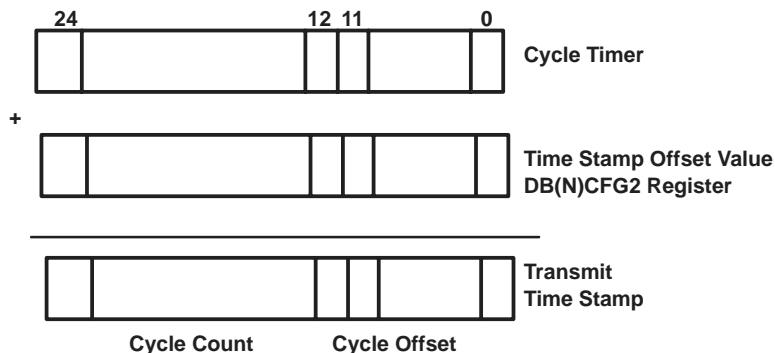 24 12 11 0
Cycle Timer
+
Time Stamp Offset Value
DB(N)CFG2 Register
Transmit
Time Stamp
Cycle Count Cycle Offset